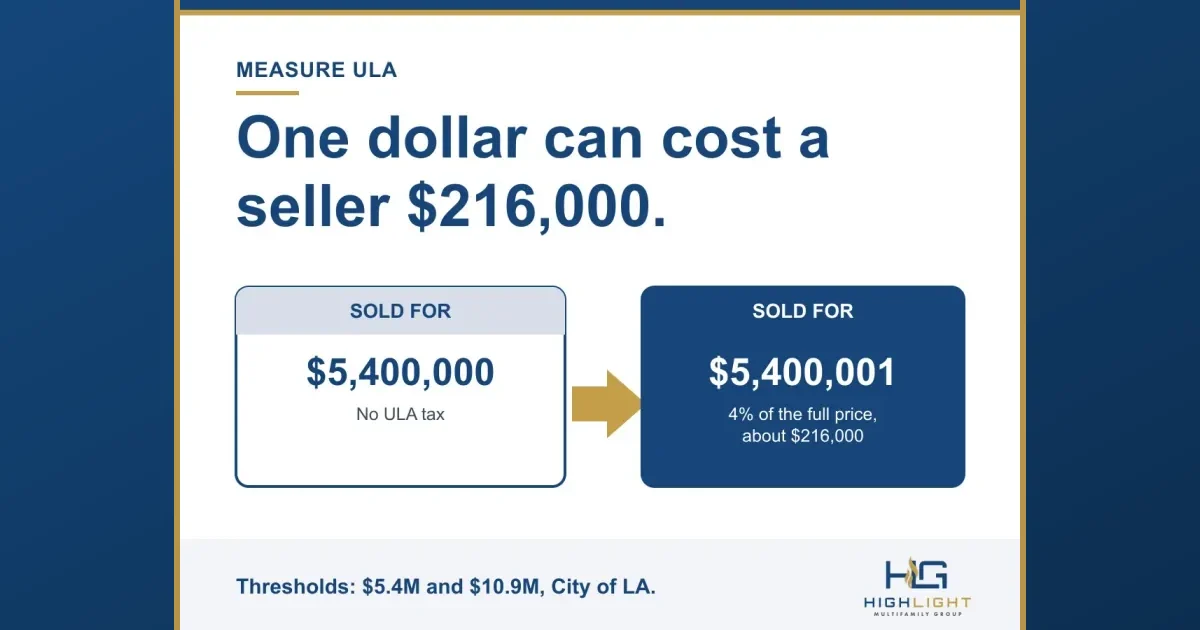 MEASURE ULA
One dollar can cost a
seller $216,000.
SOLD FOR
$5,400,000
No ULA tax
SOLD FOR
$5,400,001
4% of the full price,
about $216,000
Thresholds: $5.4M and $10.9M, City of LA.
HLG
HIGHLIGHT
MULTIFAMILY GROUP